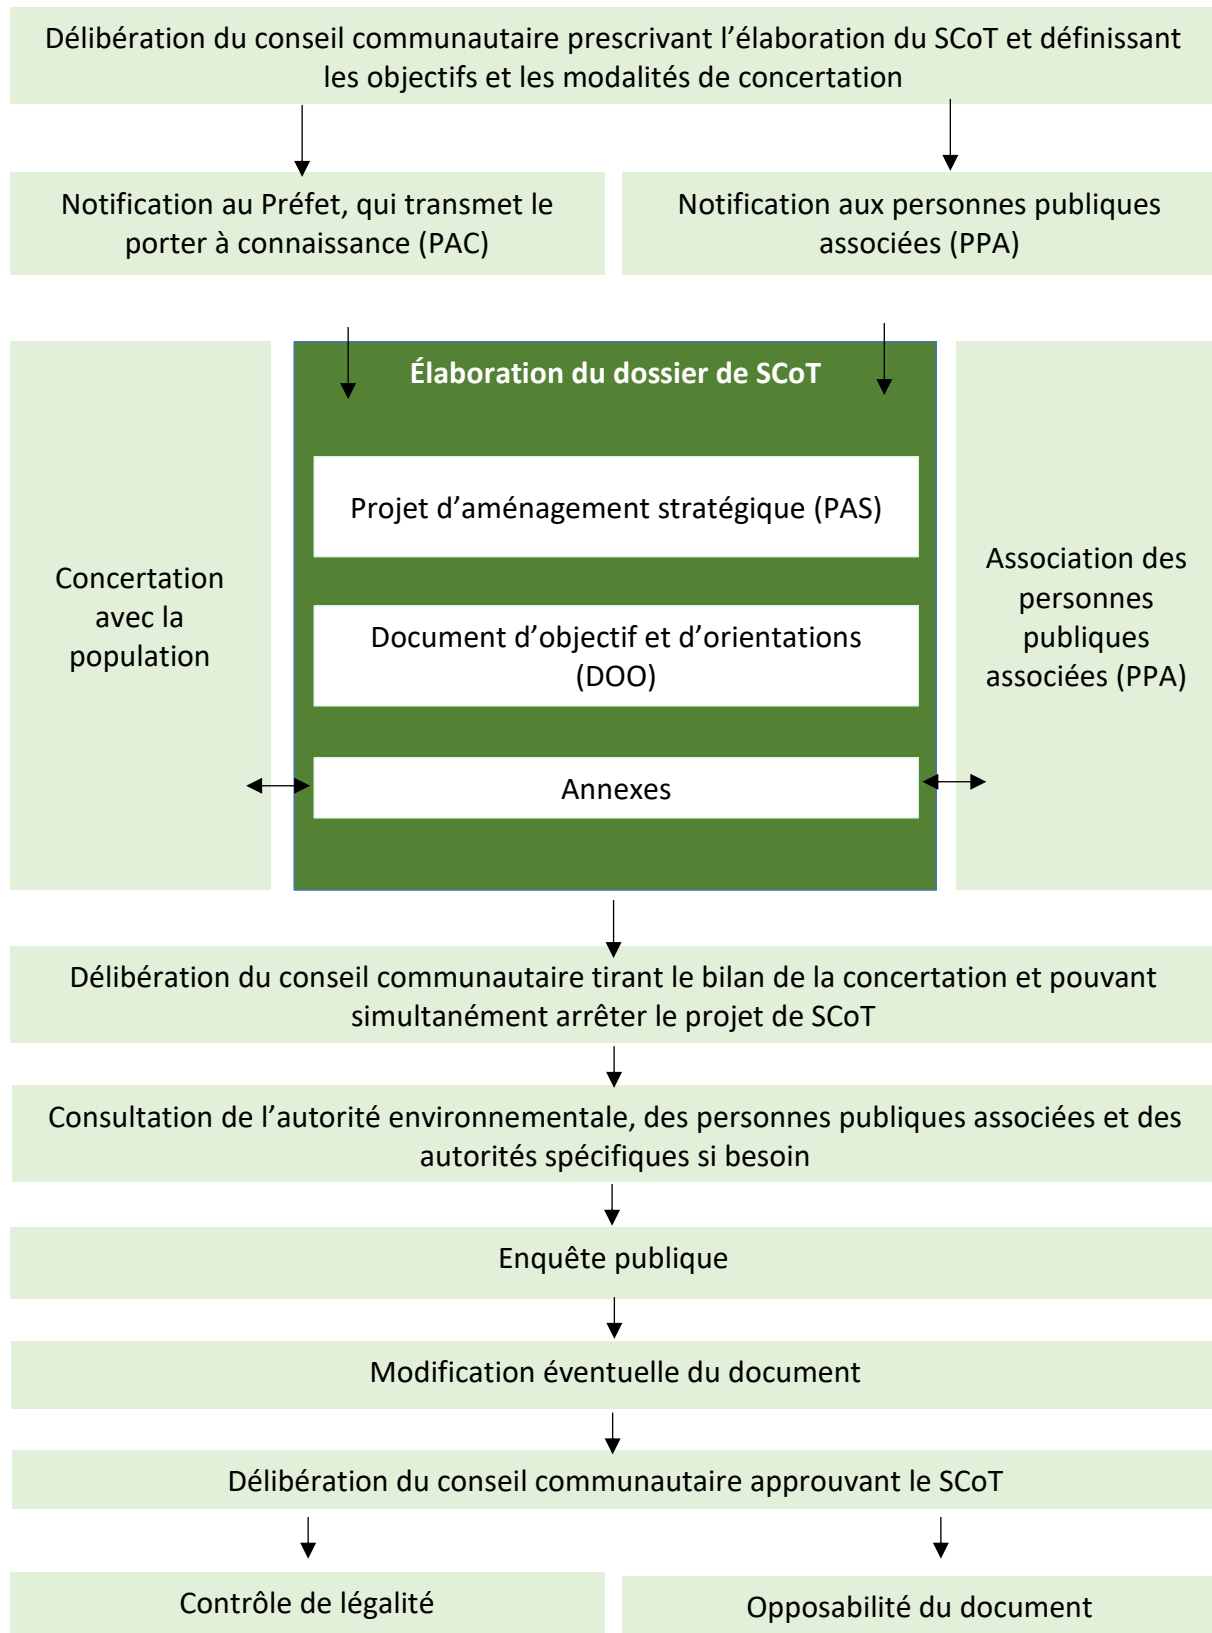 Délibération du conseil communautaire prescrivant l’élaboration du SCoT et définissant
les objectifs et les modalités de concertation
Notification au Préfet, qui transmet le
porter à connaissance (PAC)
Notification aux personnes publiques
associées (PPA)
Élaboration du dossier de SCoT
Projet d’aménagement stratégique (PAS)
Document d’objectif et d’orientations
(DOO)
Annexes
Concertation
avec la
population
Association des
personnes
publiques
associées (PPA)
Délibération du conseil communautaire tirant le bilan de la concertation et pouvant
simultanément arrêter le projet de SCoT
Consultation de l’autorité environnementale, des personnes publiques associées et des
autorités spécifiques si besoin
Enquête publique
Modification éventuelle du document
Délibération du conseil communautaire approuvant le SCoT
Contrôle de légalité
Opposabilité du document